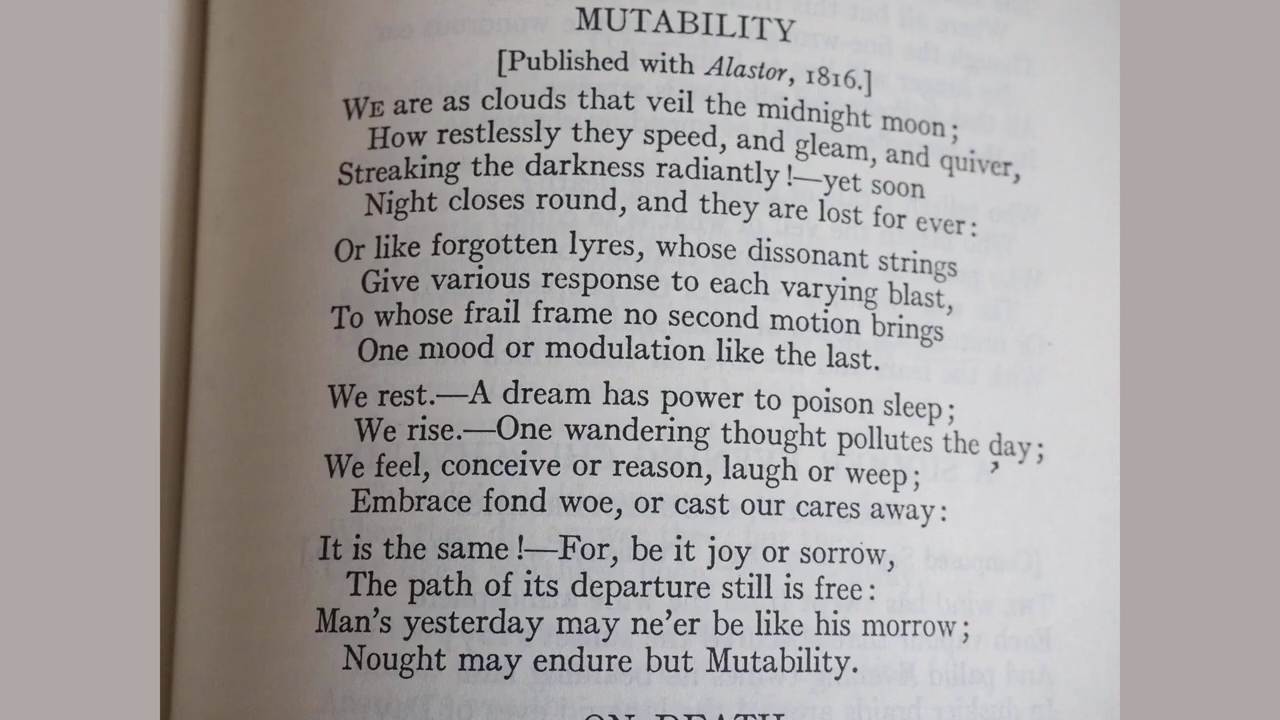 MUTABILITY
[Published with Alastor, 1816.]
WE are as clouds that veil the midnight moon;
How restlessly they speed, and gleam, and quiver,
Streaking the darkness radiantly!—yet soon
Night closes round, and they are lost for ever:
Or like forgotten lyres, whose dissonant strings
Give various response to each varying blast,
To whose frail frame no second motion brings
One mood or modulation like the last.
We rest.—A dream has power to poison sleep;
We rise.—One wandering thought pollutes the day;
We feel, conceive or reason, laugh or weep;
Embrace fond woe, or cast our cares away:
It is the same!—For, be it joy or sorrow,
The path of its departure still is free:
Man's yesterday may ne'er be like his morrow;
Nought may endure but Mutability.
ON DEATH